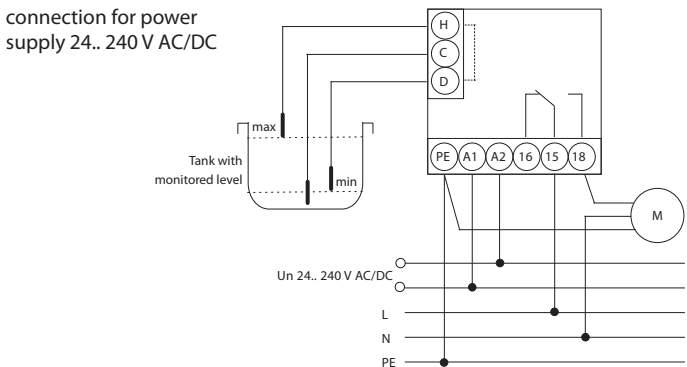 connection for power
supply 24.. 240 V AC/DC
H
C
D
max
Tank with
monitored level
min
PE A1 A2 16 15 18
M
Un 24.. 240 V AC/DC
L
N
PE